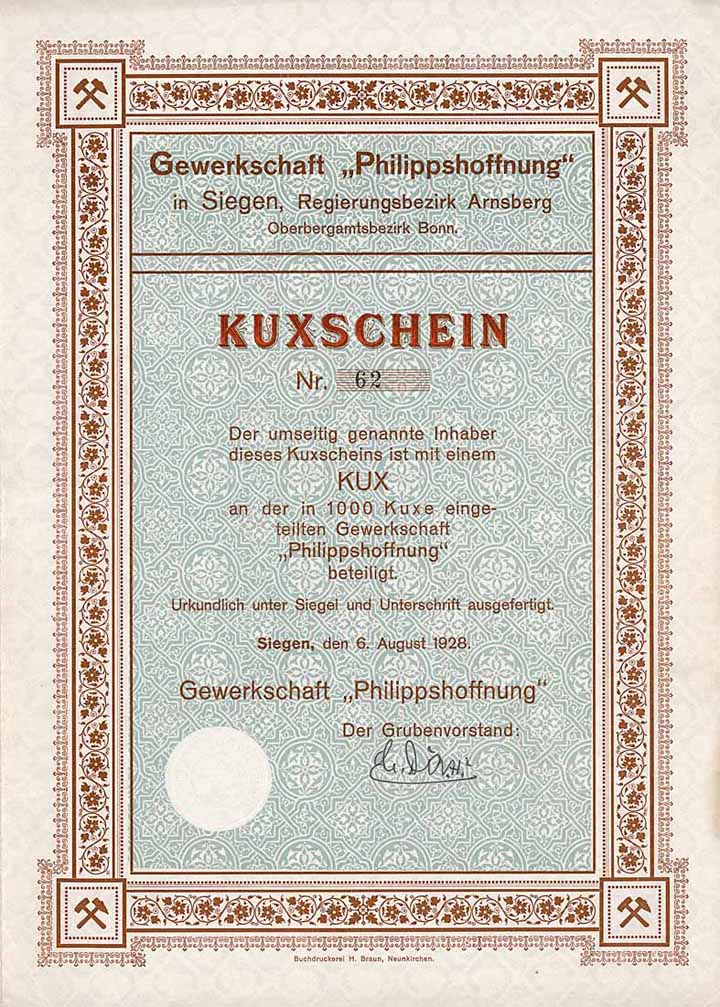 Gewerkschaft „Philippshoffnung“
in Siegen, Regierungsbezirk Arnsberg
Oberbergamtsbezirk Bonn.
KUXSCHEIN
Nr. 62
Der umseitig genannte Inhaber
dieses Kuxscheins ist mit einem
KUX
an der in 1000 Kuxe einge-
teilten Gewerkschaft
„Philippshoffnung“
beteiligt.
Urkundlich unter Siegel und Unterschrift ausgefertigt.
Siegen, den 6. August 1928.
Gewerkschaft „Philippshoffnung“
Der Grubenvorstand:
Buchdruckerei H. Braun, Neunkirchen.